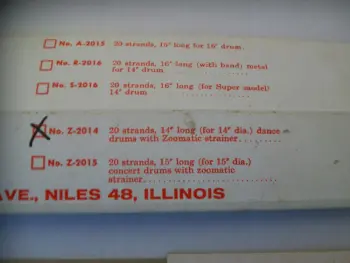 No. A-2015 20 strands, 15" long for 15" drum.
No. R-2016 20 strands, 16" long (with band) metal
for 14" drum ..........
No. S-2016 20 strands, 16" long (for Super model)
14" drum ..........
No. Z-2014 20 strands, 14" long (for 14" dia.) dance
drums with Zoomatic strainer..........
No. Z-2015 20 strands, 15" long (for 15" dia.)
concert drums with zoomatic
strainer..........
AVE., NILES 48, ILLINOIS